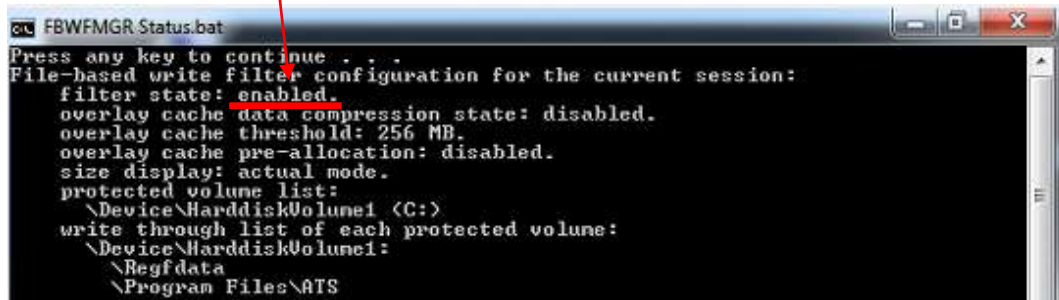 FBWFMGR Status.bat
Press any key to continue . . .
File-based write filter configuration for the current session:
filter state: enabled.
overlay cache data compression state: disabled.
overlay cache threshold: 256 MB.
overlay cache pre-allocation: disabled.
size display: actual mode.
protected volume list:
\Device\HarddiskVolume1 (C:)
write through list of each protected volume:
\Device\HarddiskVolume1:
\Regfdata
\Program Files\ATS